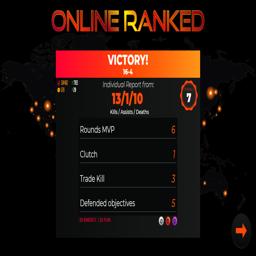 ONLINE RANKED
VICTORY!
16-4
Individual Report from:
13/1/10
Kills / Assists / Deaths
7
Rounds MVP 6
Clutch 1
Trade Kill 3
Defended objectives 5